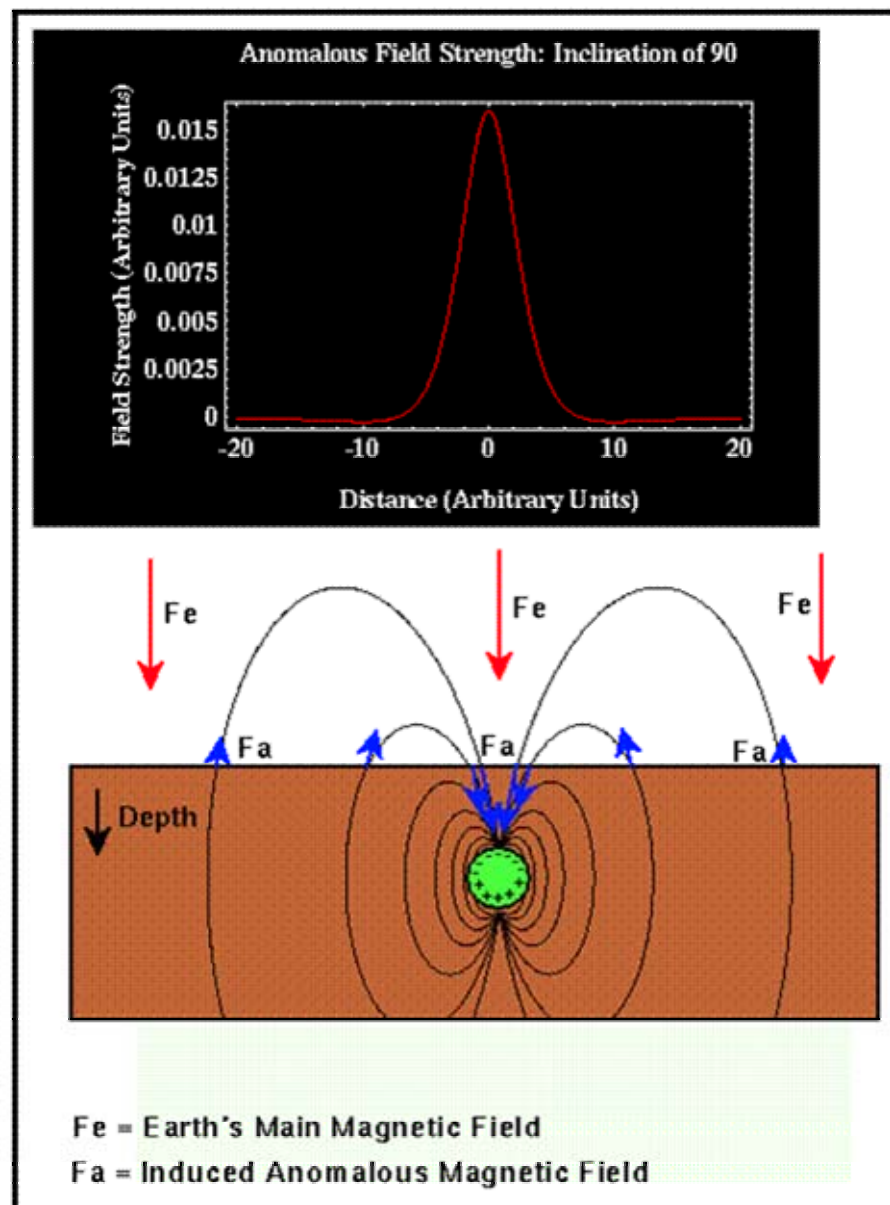 Anomalous Field Strength: Inclination of 90
Field Strength (Arbitrary Units)
0.015
0.0125
0.01
0.0075
0.005
0.0025
0
-20 -10 0 10 20
Distance (Arbitrary Units)
Fe Fe Fe
Fa Fa Fa
Depth
Fe = Earth's Main Magnetic Field
Fa = Induced Anomalous Magnetic Field